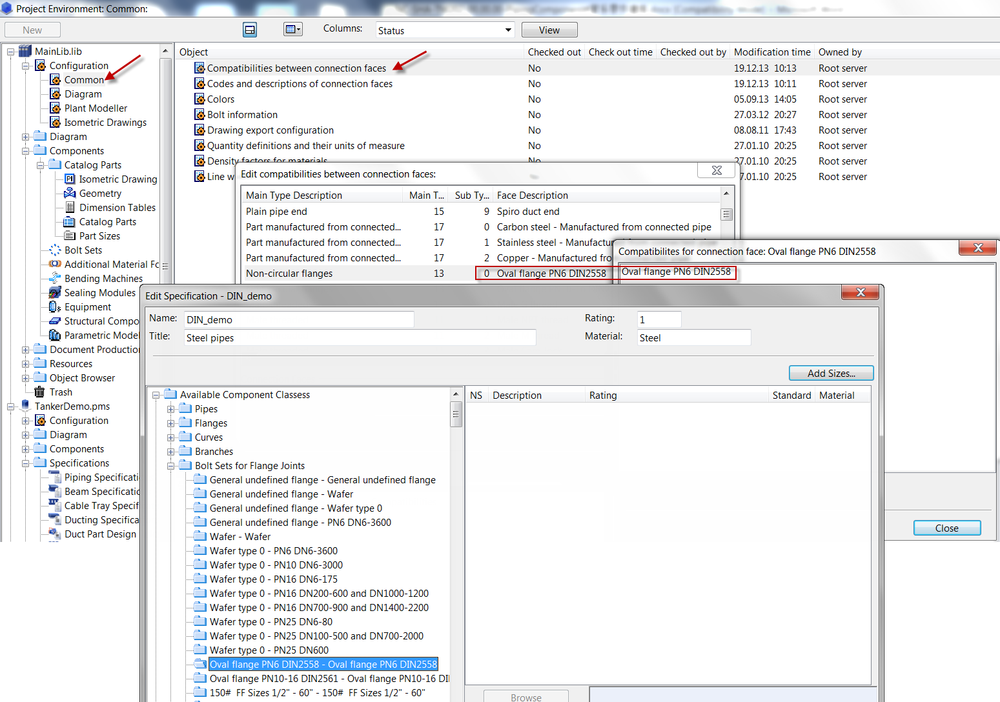 Project Environment: Common:
New
Columns:
Status
View
MainLib.lib
Configuration
Common
Diagram
Plant Modeller
Isometric Drawings
Diagram
Components
Catalog Parts
Isometric Drawing
Geometry
Dimension Tables
Catalog Parts
Part Sizes
Bolt Sets
Additional Material Fo
Bending Machines
Sealing Modules
Equipment
Structural Compo
Parametric Model
Document Production
Resources
Object Browser
Trash
TankerDemo.pms
Configuration
Diagram
Components
Specifications
Piping Specificati
Beam Specificatio
Cable Tray Specif
Ducting Specifica
Duct Part Design
Object Checked out Check out time Checked out by Modification time Owned by
Compatibilities between connection faces No 19.12.13 10:13 Root server
Codes and descriptions of connection faces No 19.12.13 10:11 Root server
Colors No 05.09.13 14:05 Root server
Bolt information No 27.03.12 20:27 Root server
Drawing export configuration No 08.08.11 17:43 Root server
Quantity definitions and their units of measure No 27.01.10 20:25 Root server
Density factors for materials No 27.01.10 20:25 Root server
Line w 7.01.10 20:25 Root server
Edit compatibilities between connection faces:
Main Type Description Main T... Sub Ty... Face Description
Plain pipe end 15 9 Spiro duct end
Part manufactured from connected... 17 0 Carbon steel - Manufactured from connected pipe
Part manufactured from connected... 17 1 Stainless steel - Manufactu
Part manufactured from connected... 17 2 Copper - Manufactured fro
Non-circular flanges 13 0 Oval flange PN6 DIN2558
Compatibilites for connection face: Oval flange PN6 DIN2558
Oval flange PN6 DIN2558
Close
Edit Specification - DIN_demo
Name: DIN_demo
Rating: 1
Title: Steel pipes
Material: Steel
Add Sizes...
Available Component Classess
Pipes
Flanges
Curves
Branches
Bolt Sets for Flange Joints
General undefined flange - General undefined flange
General undefined flange - Wafer
General undefined flange - Wafer type 0
General undefined flange - PN6 DN6-3600
Wafer - Wafer
Wafer type 0 - PN6 DN6-3600
Wafer type 0 - PN10 DN6-3000
Wafer type 0 - PN16 DN6-175
Wafer type 0 - PN16 DN200-600 and DN1000-1200
Wafer type 0 - PN16 DN700-900 and DN1400-2200
Wafer type 0 - PN25 DN6-80
Wafer type 0 - PN25 DN100-500 and DN700-2000
Wafer type 0 - PN25 DN600
Oval flange PN6 DIN2558 - Oval flange PN6 DIN2558
Oval flange PN10-16 DIN2561 - Oval flange PN10-16 DI
150# FF Sizes 1/2" - 60" - 150# FF Sizes 1/2" - 60"
NS Description Rating Standard Material
Browse